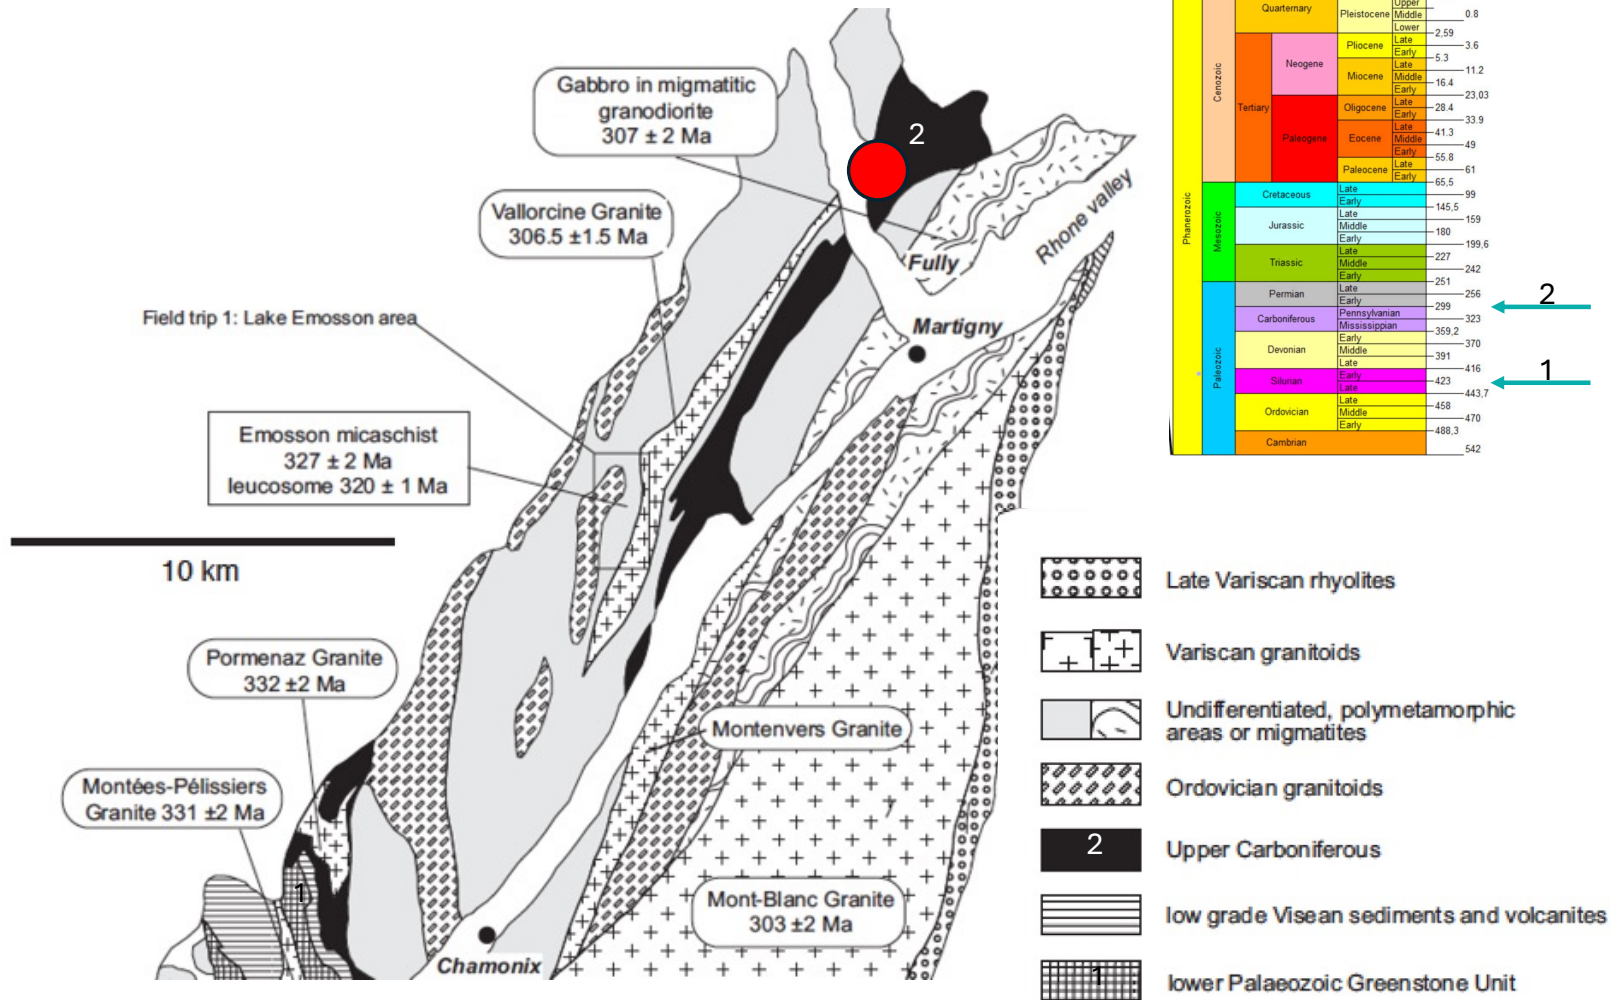 Gabbro in migmatitic
granodiorite
307 ± 2 Ma
Vallorcine Granite
306.5 ±1.5 Ma
Field trip 1: Lake Emosson area
Emosson micaschist
327 ± 2 Ma
leucosome 320 ± 1 Ma
10 km
Pormenaz Granite
332 ±2 Ma
Montées-Pélissiers
Granite 331 ±2 Ma
1
Chamonix
2
Rhone valley
Fully
Martigny
Montenvers Granite
Mont-Blanc Granite
303 ±2 Ma
Phanerozoic
Cenozoic
Quarternary
Pleistocene
Upper
Middle
Lower
0.8
2,59
Tertiary
Neogene
Pliocene
Late
Early
3.6
5.3
Miocene
Late
Middle
Early
11.2
16.4
23,03
Paleogene
Oligocene
Late
Early
28.4
33.9
Eocene
Late
Middle
Early
41.3
49
55.8
Paleocene
Late
Early
61
65,5
Mesozoic
Cretaceous
Late
Early
99
145,5
Jurassic
Late
Middle
Early
159
180
199,6
Triassic
Late
Middle
Early
227
242
251
Paleozoic
Permian
Late
Early
256
299
2
Carboniferous
Pennsylvanian
Mississippian
323
359,2
Devonian
Early
Middle
Late
370
391
416
Silurian
Early
Late
423
443,7
1
Ordovician
Late
Middle
Early
458
470
488,3
Cambrian
542
Late Variscan rhyolites
Variscan granitoids
Undifferentiated, polymetamorphic
areas or migmatites
Ordovician granitoids
2
Upper Carboniferous
low grade Visean sediments and volcanites
1
lower Palaeozoic Greenstone Unit